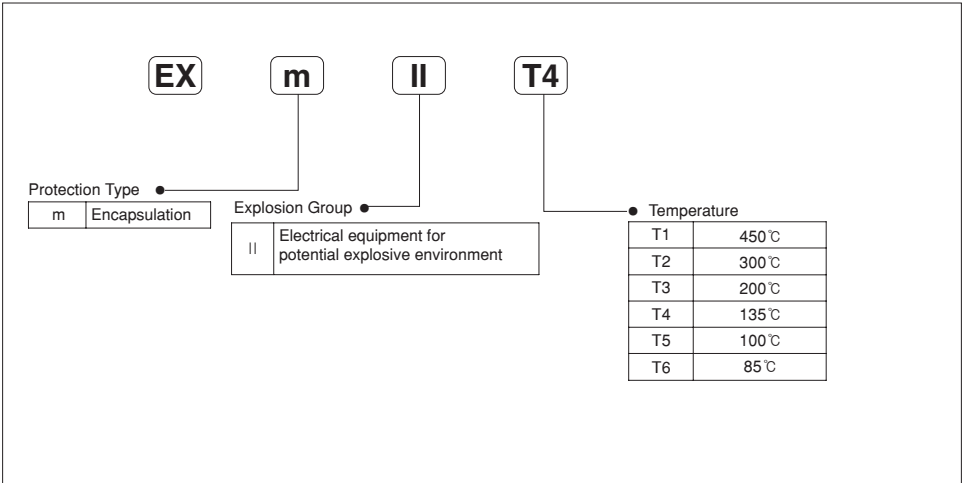 EX m II T4
Protection Type
m Encapsulation
Explosion Group
II Electrical equipment for
potential explosive environment
Temperature
T1 450℃
T2 300℃
T3 200℃
T4 135℃
T5 100℃
T6 85℃